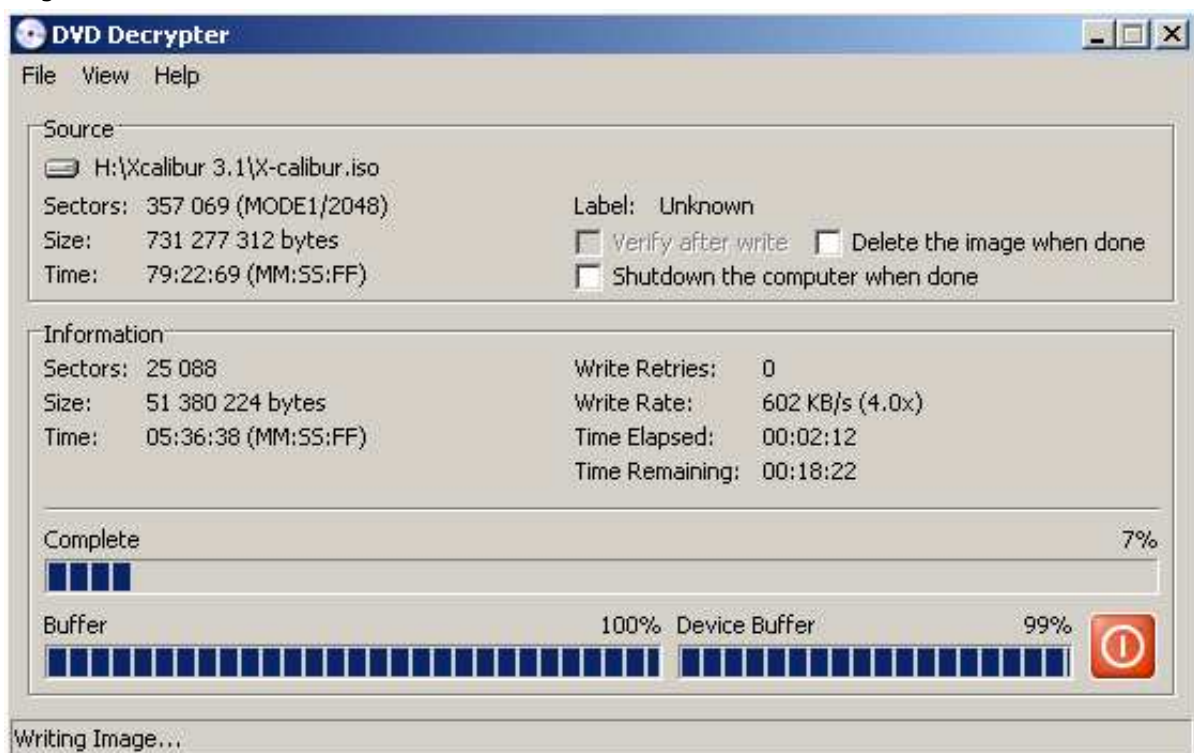 DVD Decrypter
File View Help
Source
H:\Xcalibur 3.1\X-calibur.iso
Sectors: 357 069 (MODE1/2048)
Label: Unknown
Size: 731 277 312 bytes
Verify after write Delete the image when done
Time: 79:22:69 (MM:SS:FF)
Shutdown the computer when done
Information
Sectors: 25 088
Write Retries: 0
Size: 51 380 224 bytes
Write Rate: 602 KB/s (4.0x)
Time: 05:36:38 (MM:SS:FF)
Time Elapsed: 00:02:12
Time Remaining: 00:18:22
Complete 7%
Buffer 100% Device Buffer 99%
Writing Image...